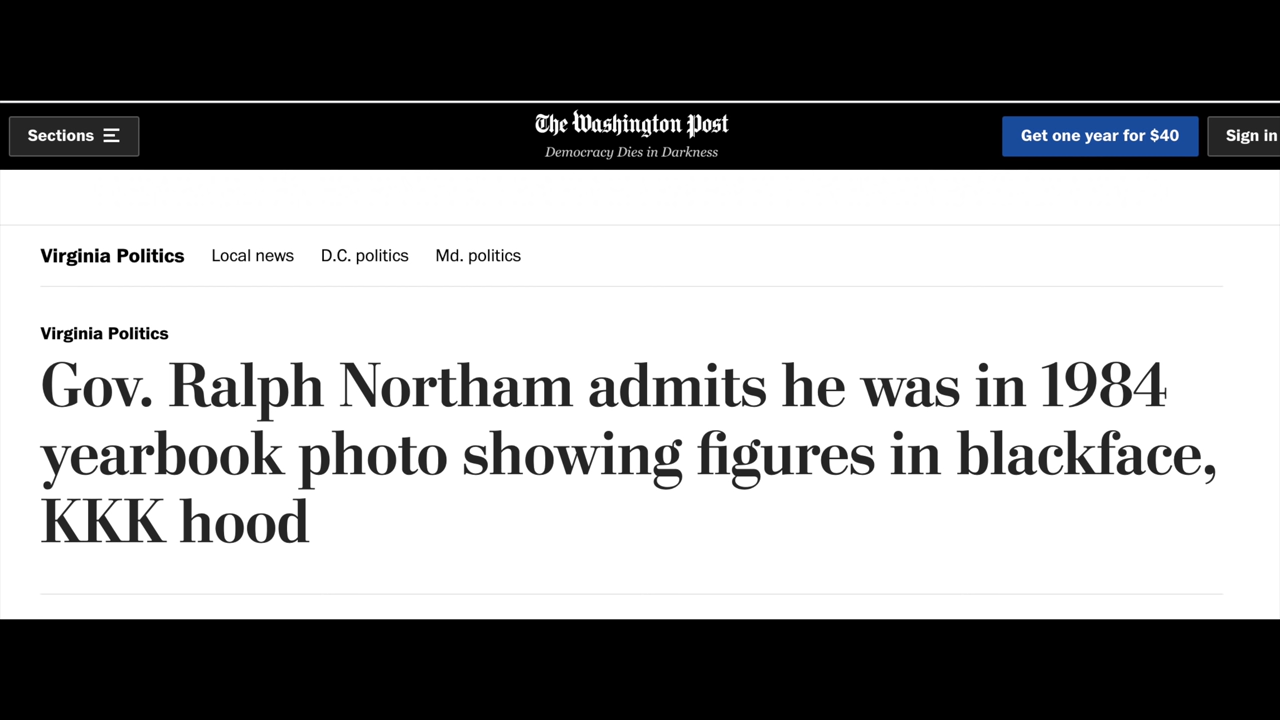 Sections
The Washington Post
Democracy Dies in Darkness
Get one year for $40
Sign in
Virginia Politics Local news D.C. politics Md. politics
Virginia Politics
Gov. Ralph Northam admits he was in 1984
yearbook photo showing figures in blackface,
KKK hood